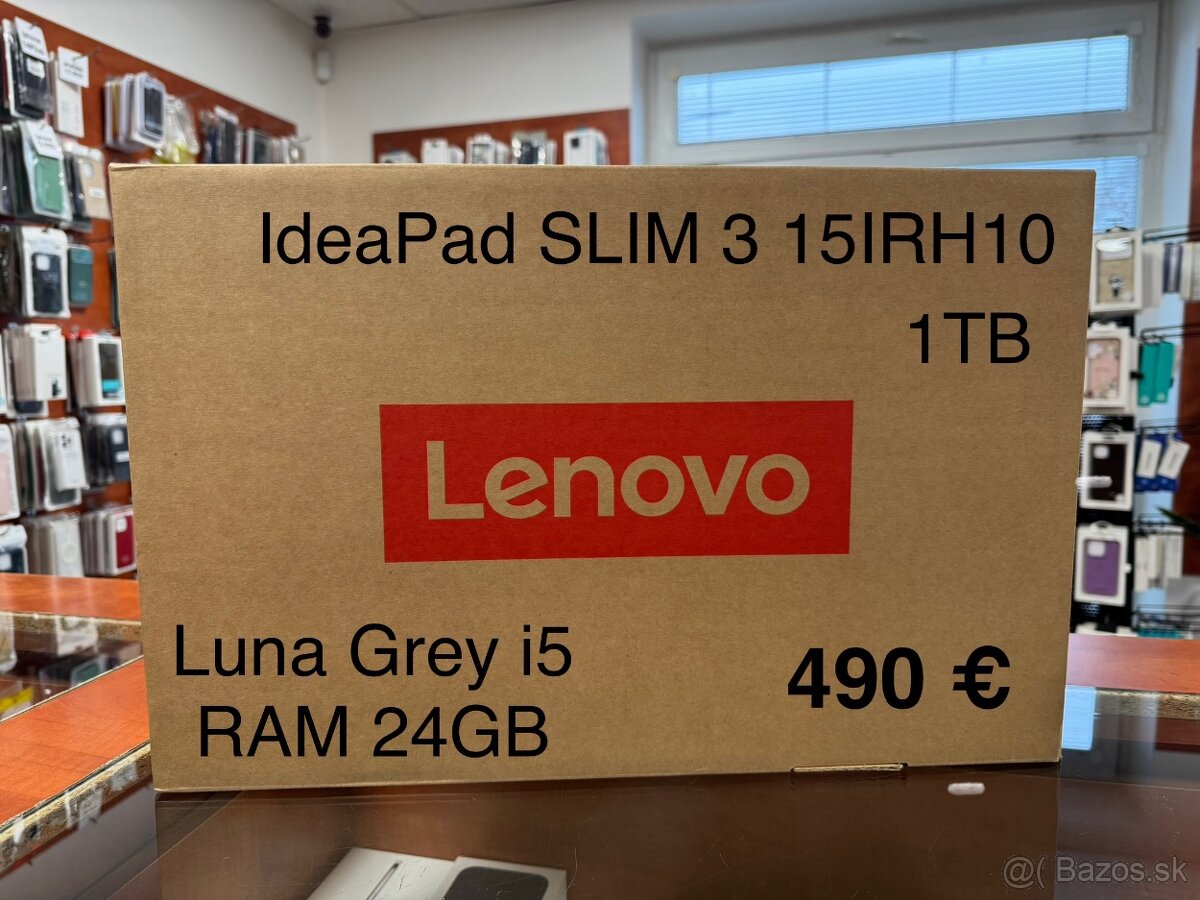 IdeaPad SLIM 3 15IRH10
1TB
Lenovo
Luna Grey i5
RAM 24GB
490 €
@( Bazos.sk